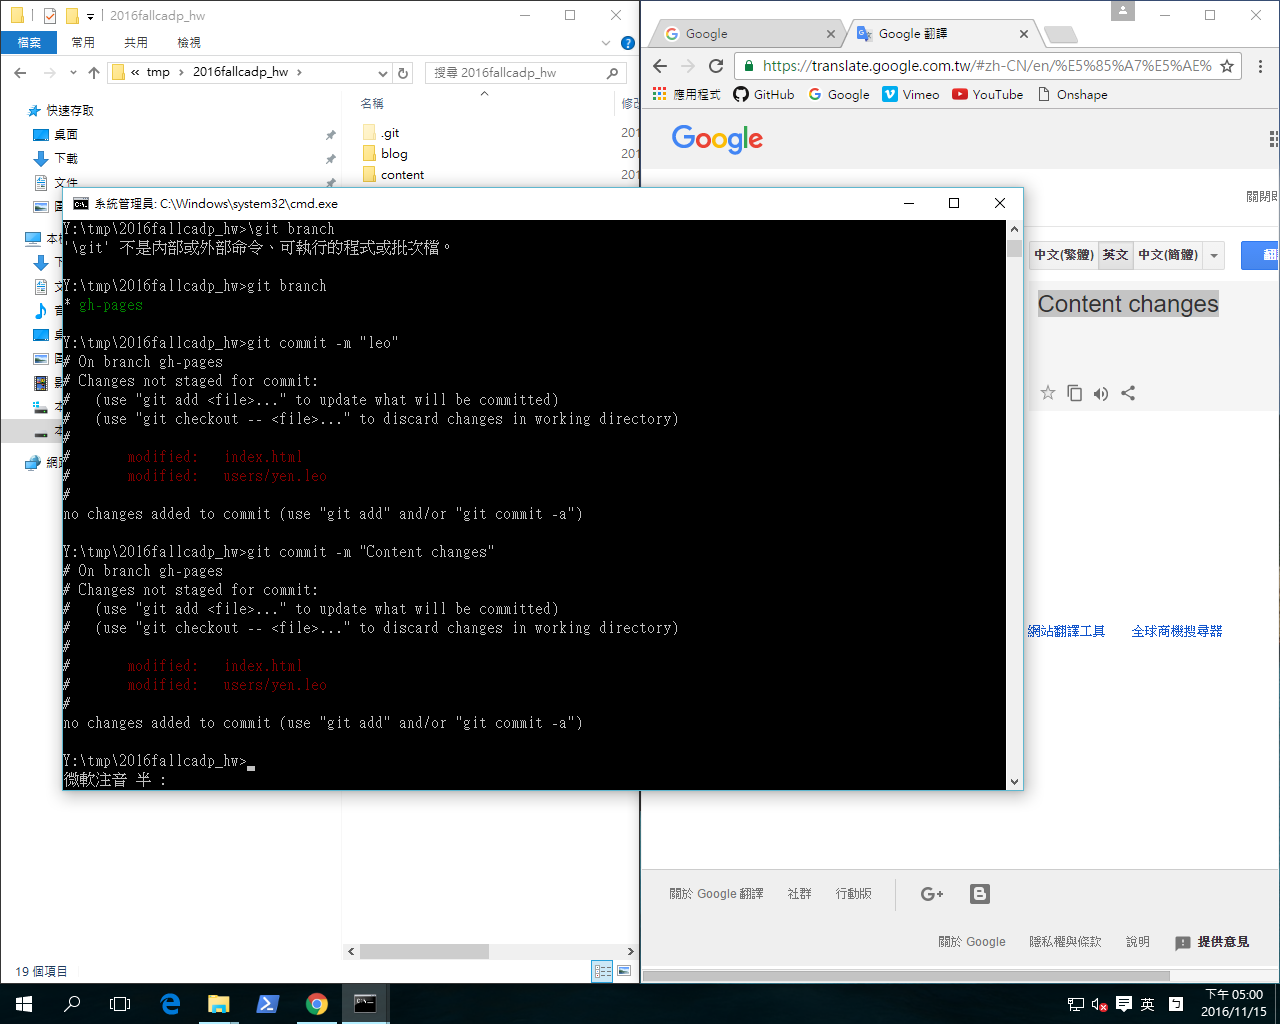 2016fallcadp_hw
檔案 常用 共用 檢視
« tmp › 2016fallcadp_hw ›
搜尋 2016fallcadp_hw
快速存取
桌面
下載
文件
名稱
.git
blog
content
Google
Google 翻譯
https://translate.google.com.tw/#zh-CN/en/%E5%85%A7%E5%AE%
應用程式 GitHub Google Vimeo YouTube Onshape
Google
中文(繁體) 英文 中文(簡體)
Content changes
網站翻譯工具 全球商機搜尋器
系統管理員: C:\Windows\system32\cmd.exe
Y:\tmp\2016fallcadp_hw>\git branch
'\git' 不是內部或外部命令、可執行的程式或批次檔。
Y:\tmp\2016fallcadp_hw>git branch
* gh-pages
Y:\tmp\2016fallcadp_hw>git commit -m "leo"
# On branch gh-pages
# Changes not staged for commit:
#   (use "git add <file>..." to update what will be committed)
#   (use "git checkout -- <file>..." to discard changes in working directory)
#
#       modified:   index.html
#       modified:   users/yen.leo
#
no changes added to commit (use "git add" and/or "git commit -a")
Y:\tmp\2016fallcadp_hw>git commit -m "Content changes"
# On branch gh-pages
# Changes not staged for commit:
#   (use "git add <file>..." to update what will be committed)
#   (use "git checkout -- <file>..." to discard changes in working directory)
#
#       modified:   index.html
#       modified:   users/yen.leo
#
no changes added to commit (use "git add" and/or "git commit -a")
Y:\tmp\2016fallcadp_hw>
微軟注音 半 :
關於 Google 翻譯 社群 行動版
關於 Google 隱私權與條款 說明 提供意見
19 個項目
英
下午 05:00
2016/11/15